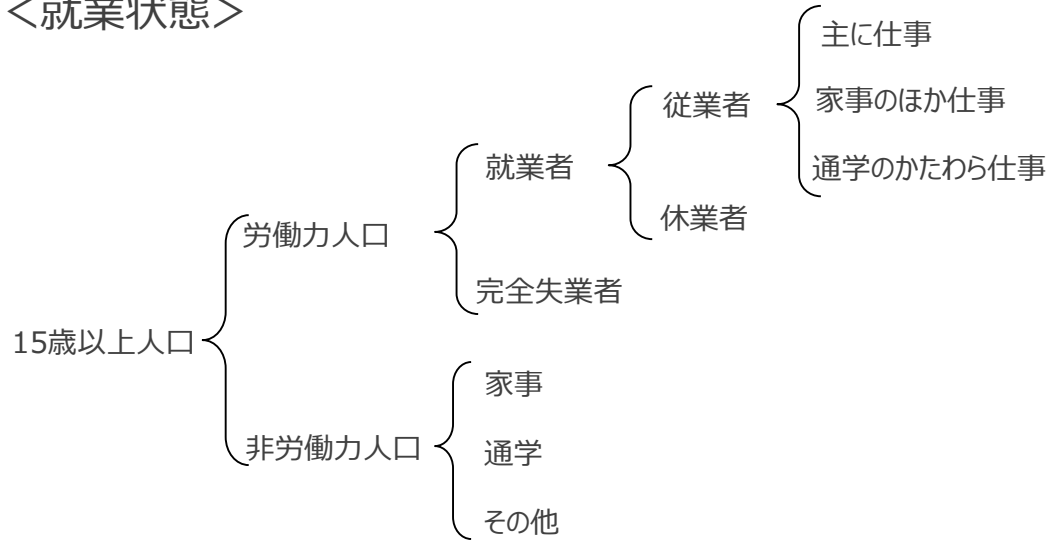 <就業状態>
主に仕事
従業者
家事のほか仕事
就業者
通学のかたわら仕事
休業者
労働力人口
完全失業者
15歳以上人口
家事
非労働力人口
通学
その他